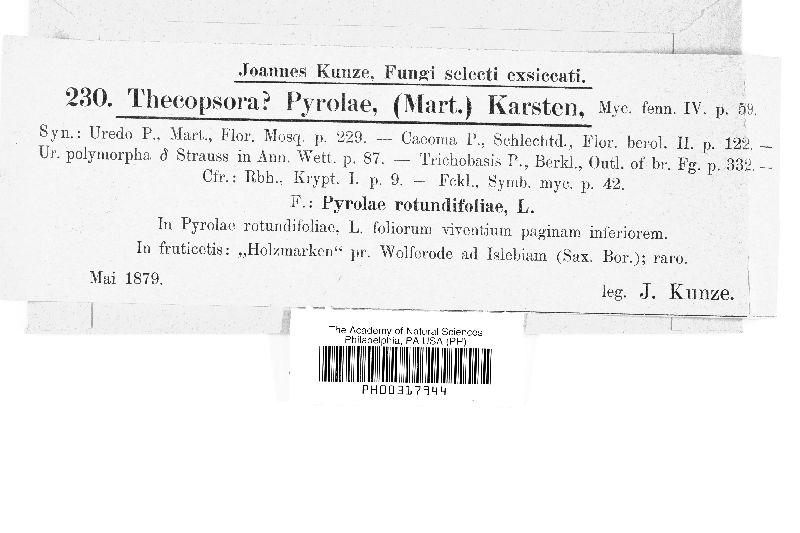 Joannes Kunze, Fungi selecti exsiccati.
230. Thecopsora? Pyrolae, (Mart.) Karsten, Myc. fenn. IV. p. 59.
Syn.: Uredo P., Mart., Flor. Mosq. p. 229. — Caeoma P., Schlechtd., Flor. berol. II. p. 122. —
Ur. polymorpha δ Strauss in Ann. Wett. p. 87. — Trichobasis P., Berkl., Outl. of br. Fg. p. 332. —
Cfr.: Rbh., Krypt. I. p. 9. — Fckl., Symb. myc. p. 42.
F.: Pyrolae rotundifoliae, L.
In Pyrolae rotundifoliae, L. foliorum viventium paginam inferiorem.
In fruticetis: „Holzmarken“ pr. Wolferode ad Islebiam (Sax. Bor.); raro.
Mai 1879.
leg. J. Kunze.
The Academy of Natural Sciences
Philadelphia, PA USA (PH)
PH00317944